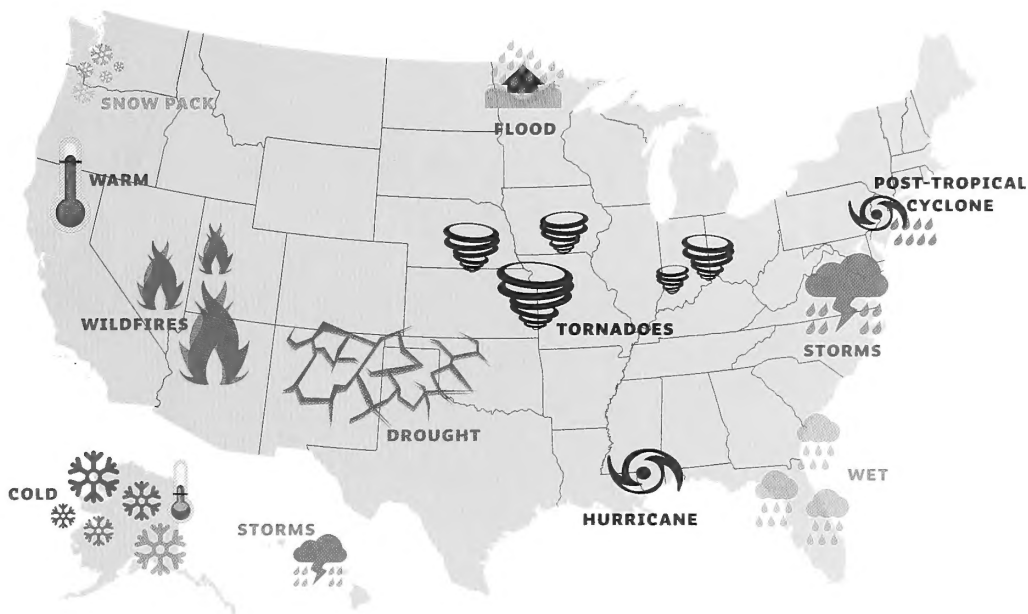 SNOW PACK
FLOOD
WARM
POST-TROPICAL
CYCLONE
WILDFIRES
TORNADOES
STORMS
DROUGHT
COLD
WET
HURRICANE
STORMS